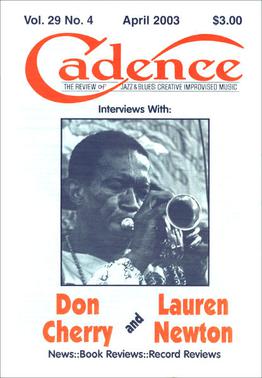 Vol. 29 No. 4 April 2003 $3.00
Cadence
THE REVIEW OF JAZZ & BLUES: CREATIVE IMPROVISED MUSIC
Interviews With:
Don Cherry and Lauren Newton
News::Book Reviews::Record Reviews